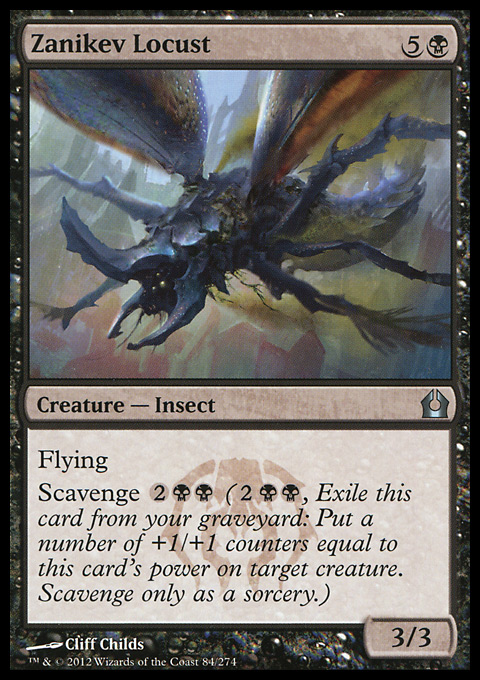 Zanikev Locust 5
Creature — Insect
Flying
Scavenge 2 (2, Exile this
card from your graveyard: Put a
number of +1/+1 counters equal to
this card's power on target creature.
Scavenge only as a sorcery.)
3/3
Cliff Childs
™ & © 2012 Wizards of the Coast 84/274